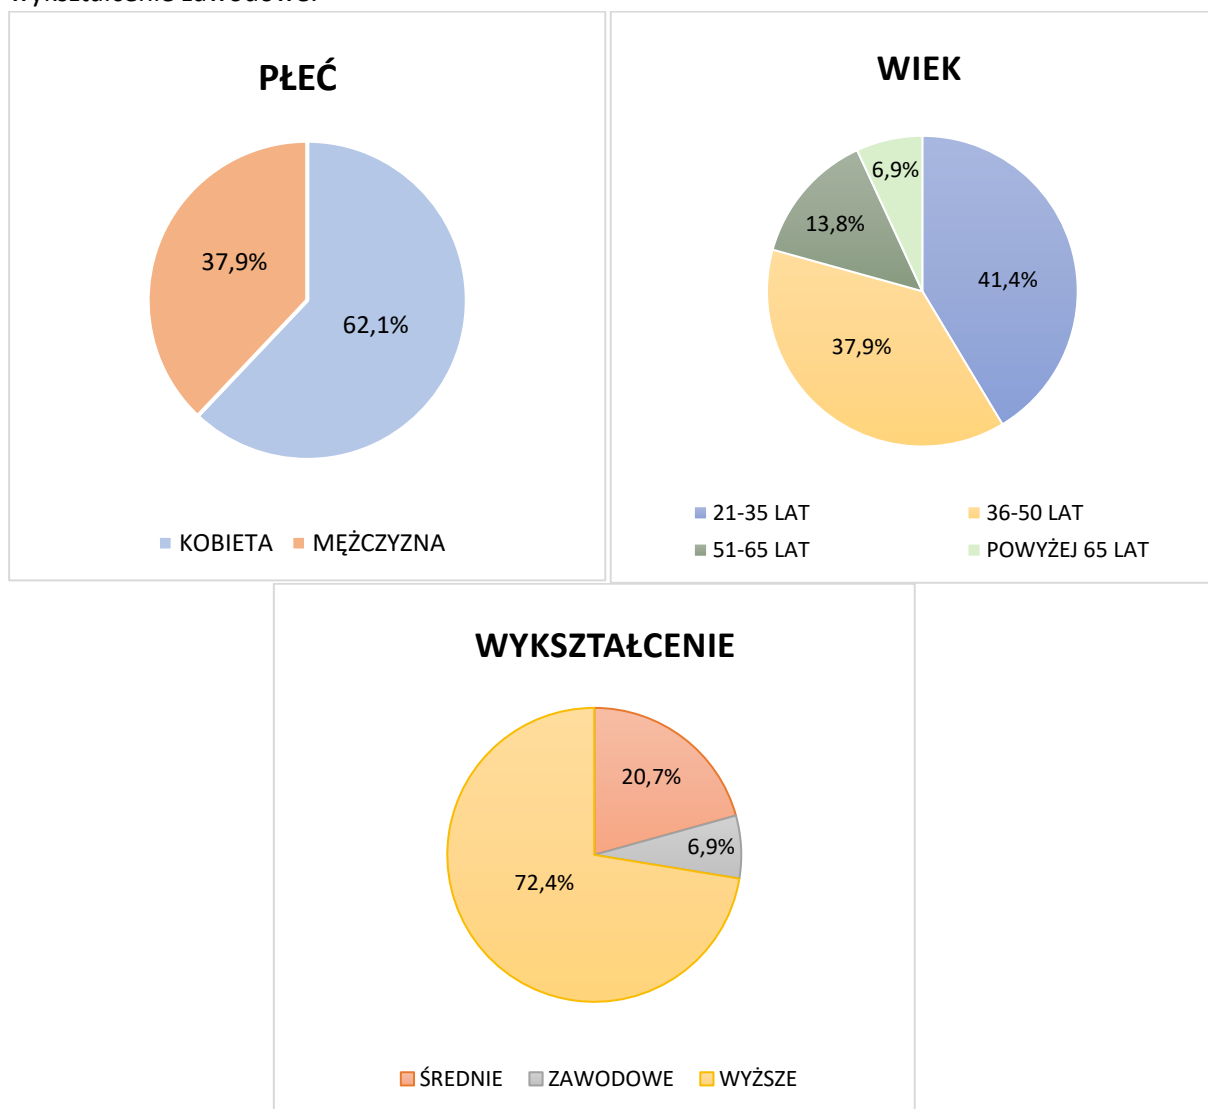 wykształcenie zawodowe.
PŁEĆ
37,9%
62,1%
KOBIETA MĘŻCZYZNA
WIEK
6,9%
13,8%
41,4%
37,9%
21-35 LAT 36-50 LAT
51-65 LAT POWYŻEJ 65 LAT
WYKSZTAŁCENIE
20,7%
6,9%
72,4%
ŚREDNIE ZAWODOWE WYŻSZE